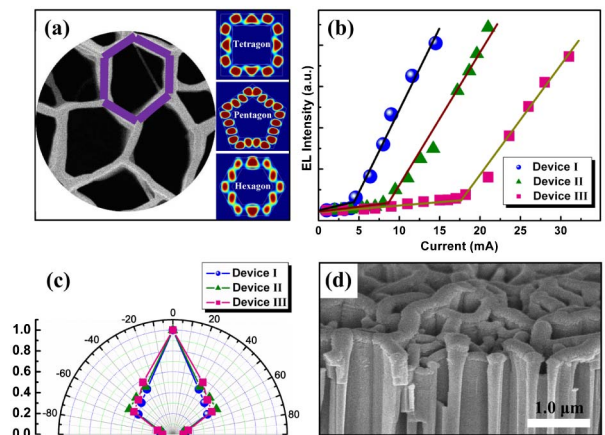 (a)
Tetragon
Pentagon
Hexagon
(b)
EL Intensity (a.u.)
Device I
Device II
Device III
0 5 10 15 20 25 30
Current (mA)
(c)
Device I
Device II
Device III
1.0
0.8
0.6
0.4
0.2
0.0
-80
-60
-40
-20
0
20
40
60
80
(d)
1.0 μm